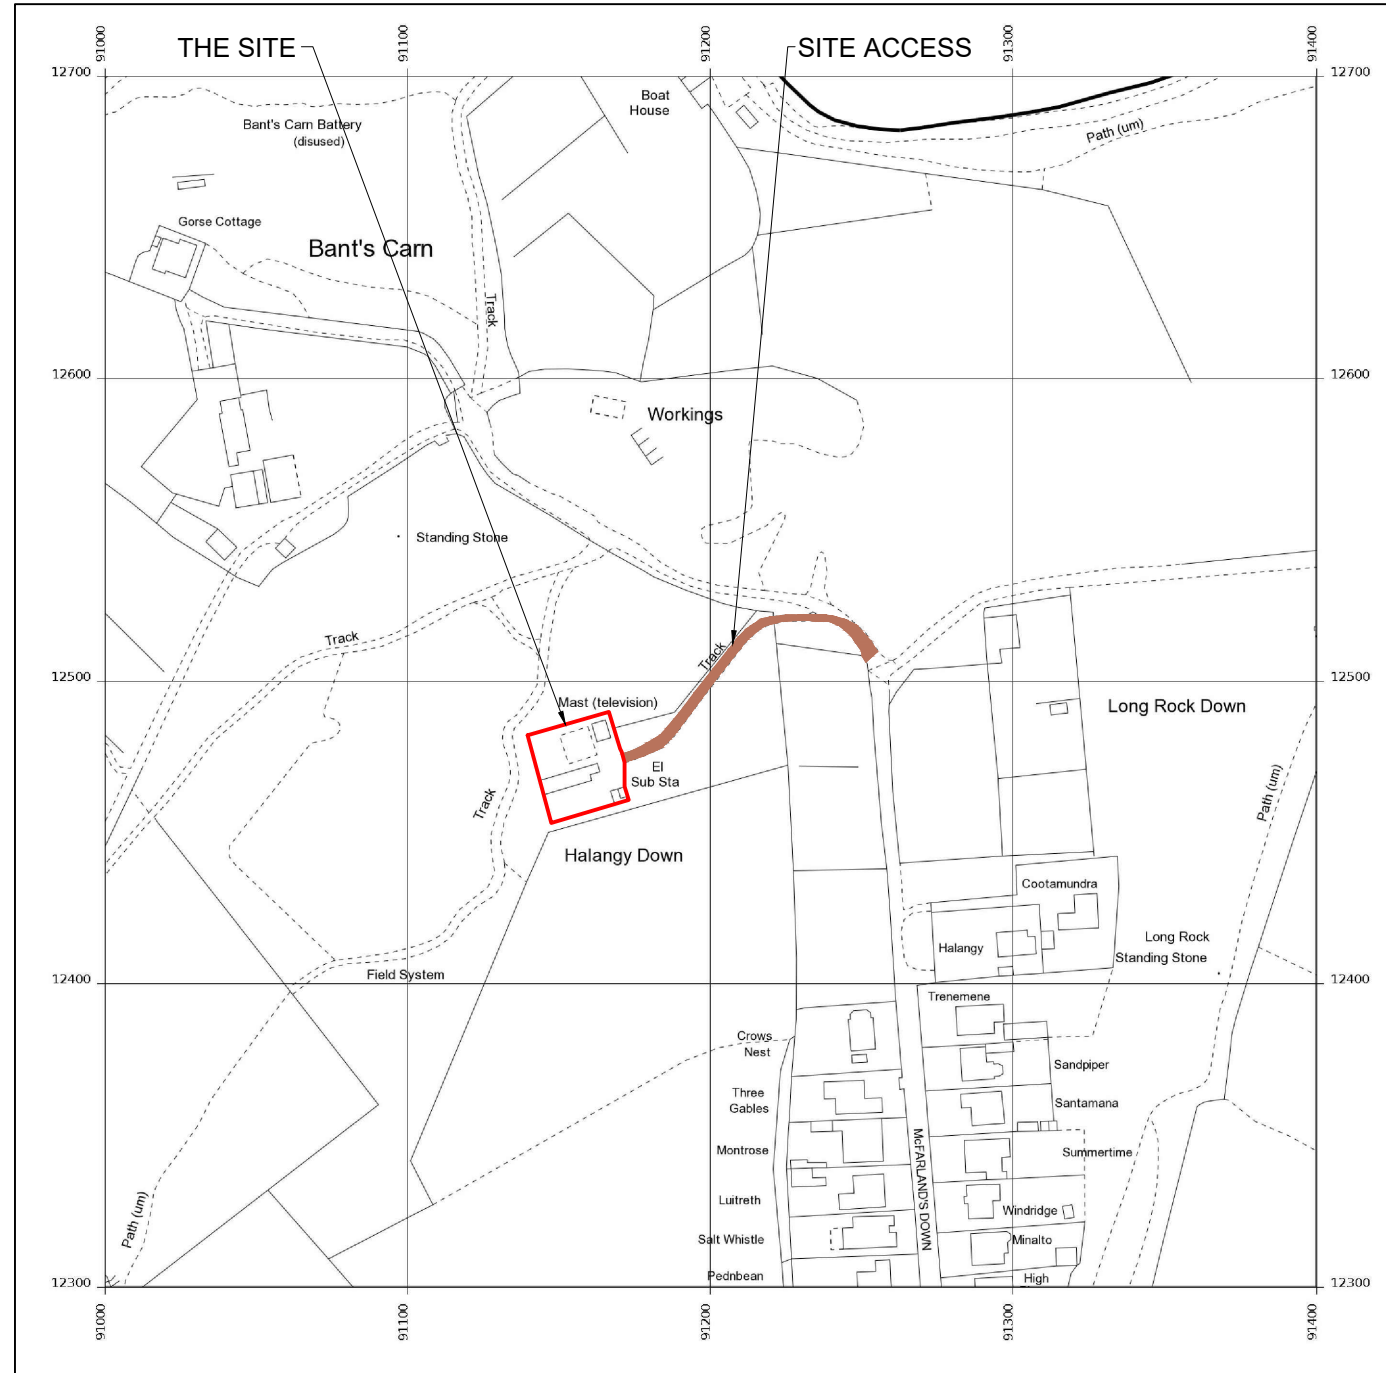 91000
91100
91200
91300
91400
THE SITE
SITE ACCESS
12700
12700
Boat
House
Bant's Carn Battery
(disused)
Path (um)
Gorse Cottage
Bant's Carn
Track
12600
12600
Workings
Standing Stone
Track
Track
12500
12500
Mast (television)
Long Rock Down
El
Sub Sta
Track
Path (um)
Halangy Down
Cootamundra
Long Rock
Standing Stone
Halangy
Field System
12400
12400
Trenemene
Crows
Nest
Sandpiper
Three
Gables
Santamana
Montrose
Summertime
McFARLAND'S DOWN
Luitreth
Windridge
Path (um)
Salt Whistle
Minalto
Pednbean
High
12300
12300
91000
91100
91200
91300
91400